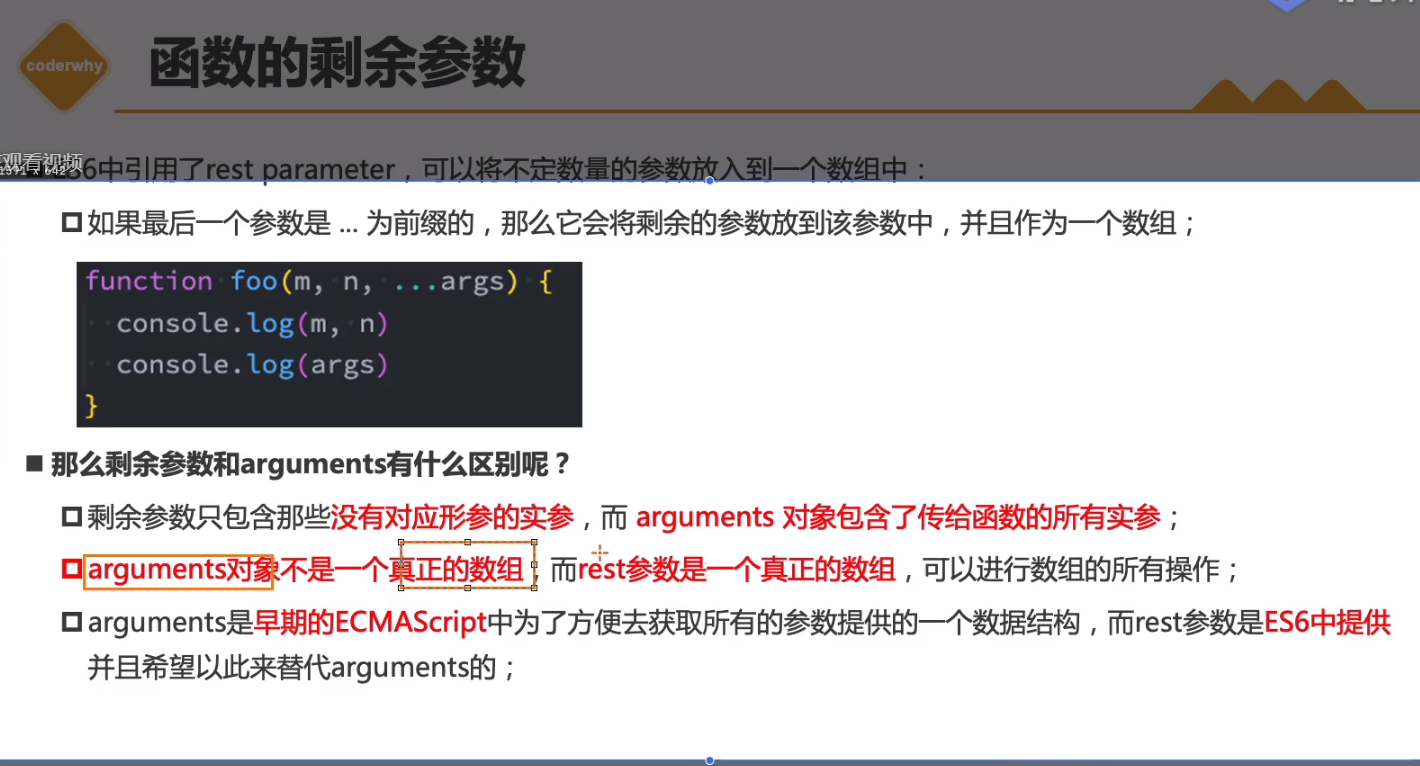 coderwhy
函数的剩余参数
观看视频
S6中引用了rest parameter，可以将不定数量的参数放入到一个数组中：
如果最后一个参数是 ... 为前缀的，那么它会将剩余的参数放到该参数中，并且作为一个数组；
function foo(m, n, ...args) {
console.log(m, n)
console.log(args)
}
那么剩余参数和arguments有什么区别呢？
剩余参数只包含那些没有对应形参的实参，而 arguments 对象包含了传给函数的所有实参；
arguments对象不是一个真正的数组，而rest参数是一个真正的数组，可以进行数组的所有操作；
arguments是早期的ECMAScript中为了方便去获取所有的参数提供的一个数据结构，而rest参数是ES6中提供
并且希望以此来替代arguments的；